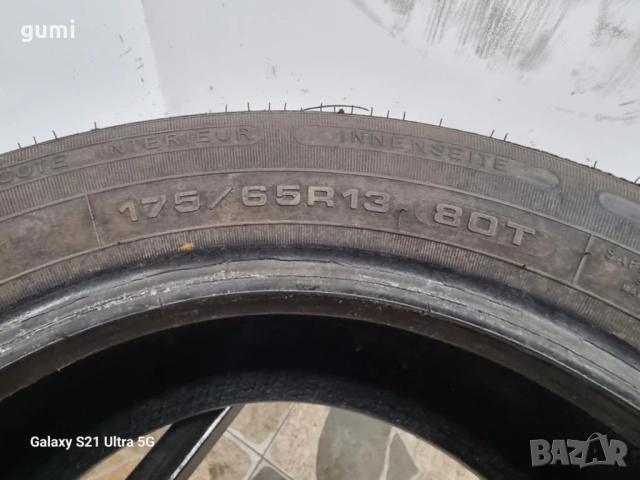 gumi
COTE INTERIEUR INNENSEITE
175/65R13 80T
Galaxy S21 Ultra 5G
BAZAR